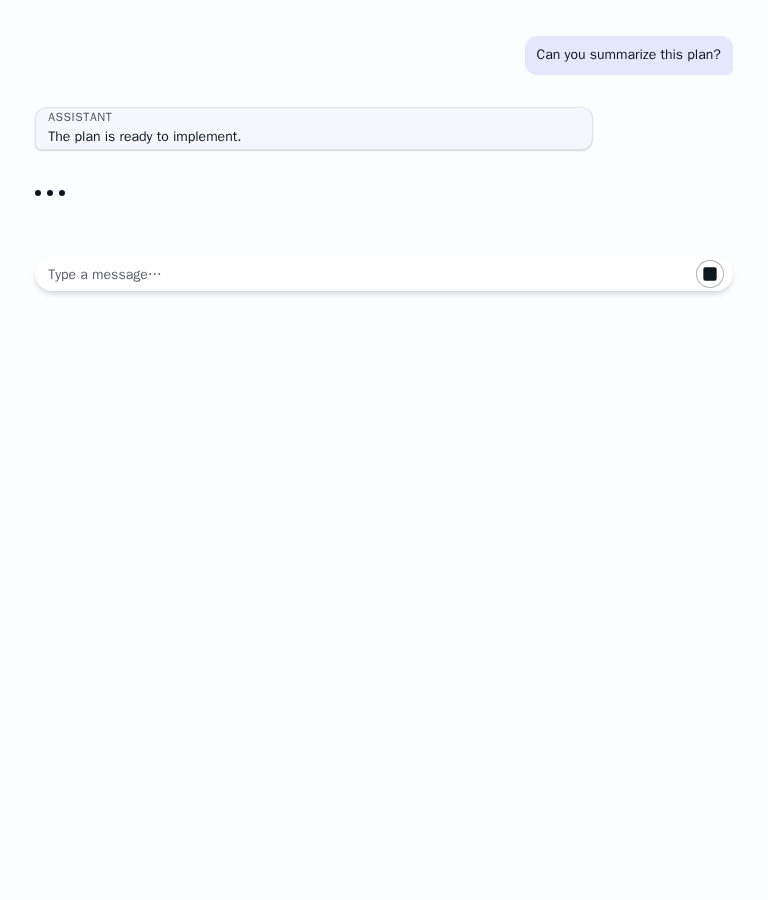 Can you summarize this plan?
ASSISTANT
The plan is ready to implement.
Type a message…